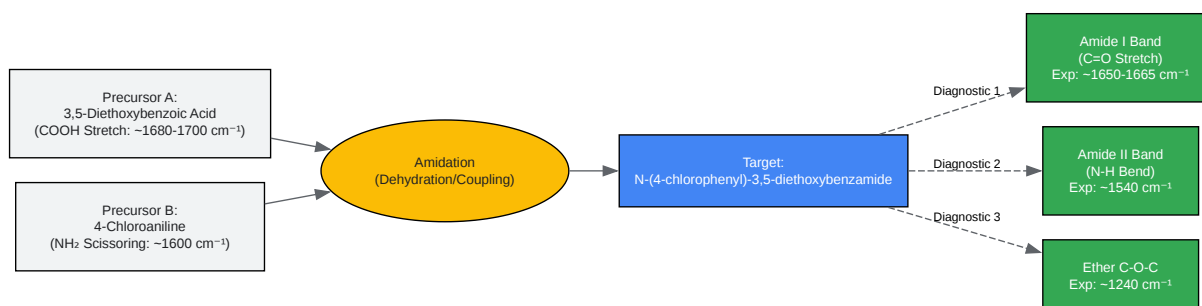 Precursor A:
3,5-Diethoxybenzoic Acid
(COOH Stretch: ~1680-1700 cm⁻¹)
Precursor B:
4-Chloroaniline
(NH₂ Scissoring: ~1600 cm⁻¹)
Amidation
(Dehydration/Coupling)
Target:
N-(4-chlorophenyl)-3,5-diethoxybenzamide
Diagnostic 1
Diagnostic 2
Diagnostic 3
Amide I Band
(C=O Stretch)
Exp: ~1650-1665 cm⁻¹
Amide II Band
(N-H Bend)
Exp: ~1540 cm⁻¹
Ether C-O-C
Exp: ~1240 cm⁻¹